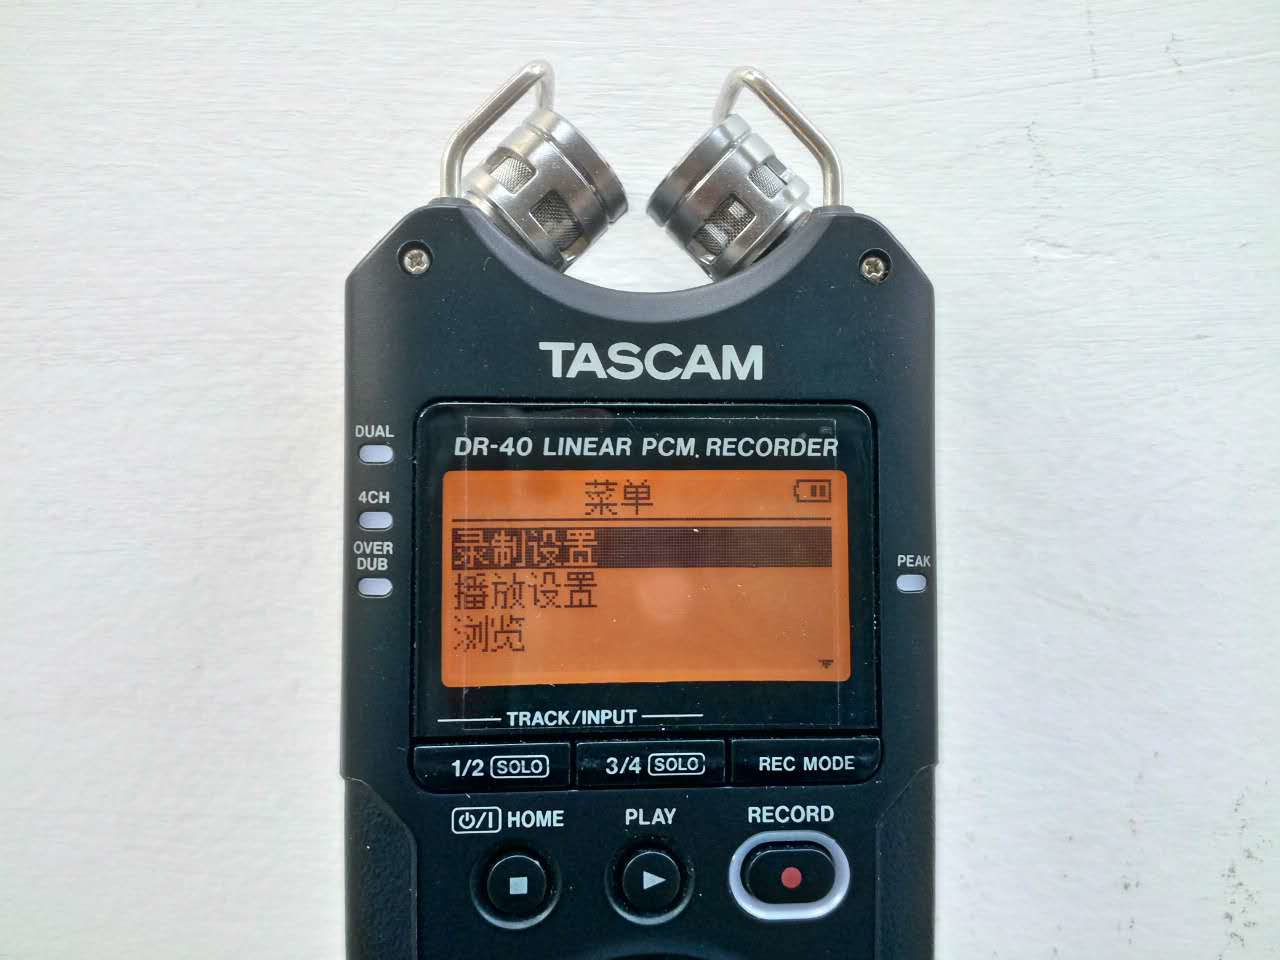 TASCAM
DR-40 LINEAR PCM RECORDER
DUAL
4CH
OVER
DUB
PEAK
菜单
录制设置
播放设置
浏览
TRACK/INPUT
1/2 SOLO
3/4 SOLO
REC MODE
⏻/I HOME
PLAY
RECORD